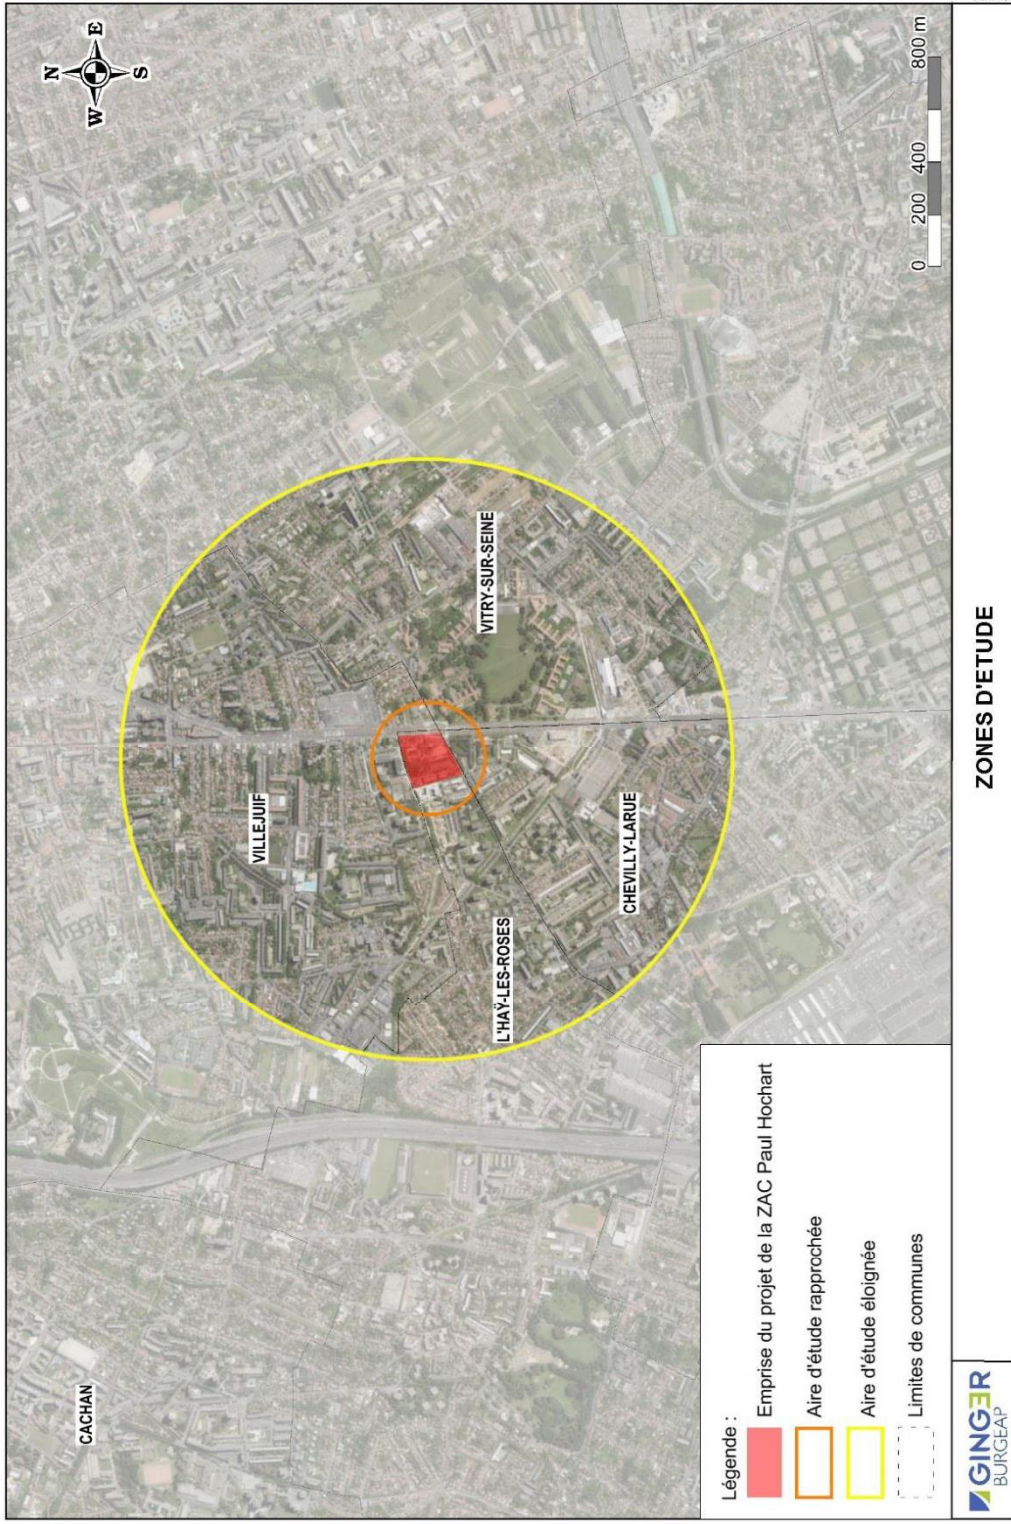 N
W
E
S
CACHAN
VILLEJUIF
VITRY-SUR-SEINE
L'HAŸ-LES-ROSES
CHEVILLY-LARUE
Légende :
Emprise du projet de la ZAC Paul Hochart
Aire d'étude rapprochée
Aire d'étude éloignée
Limites de communes
0 200 400 800 m
GINGER
BURGEAP
ZONES D'ETUDE